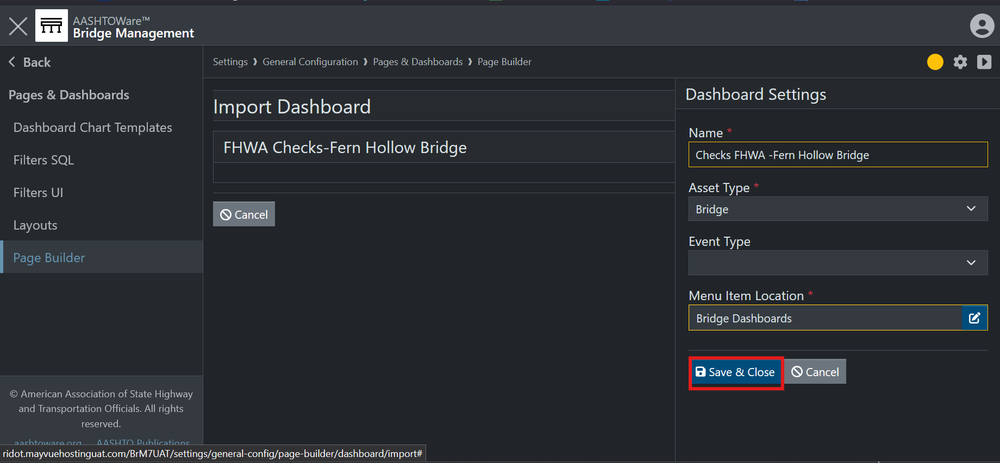 AASHTOWare™
Bridge Management
Back
Pages & Dashboards
Dashboard Chart Templates
Filters SQL
Filters UI
Layouts
Page Builder
© American Association of State Highway
and Transportation Officials. All rights
reserved.
aashtoware.org AASHTO Publications
ridot.mayvuehostinguat.com/BrM7UAT/settings/general-config/page-builder/dashboard/import#
Settings ❯ General Configuration ❯ Pages & Dashboards ❯ Page Builder
Import Dashboard
FHWA Checks-Fern Hollow Bridge
Cancel
Dashboard Settings
Name *
Checks FHWA -Fern Hollow Bridge
Asset Type *
Bridge
Event Type
Menu Item Location *
Bridge Dashboards
Save & Close Cancel